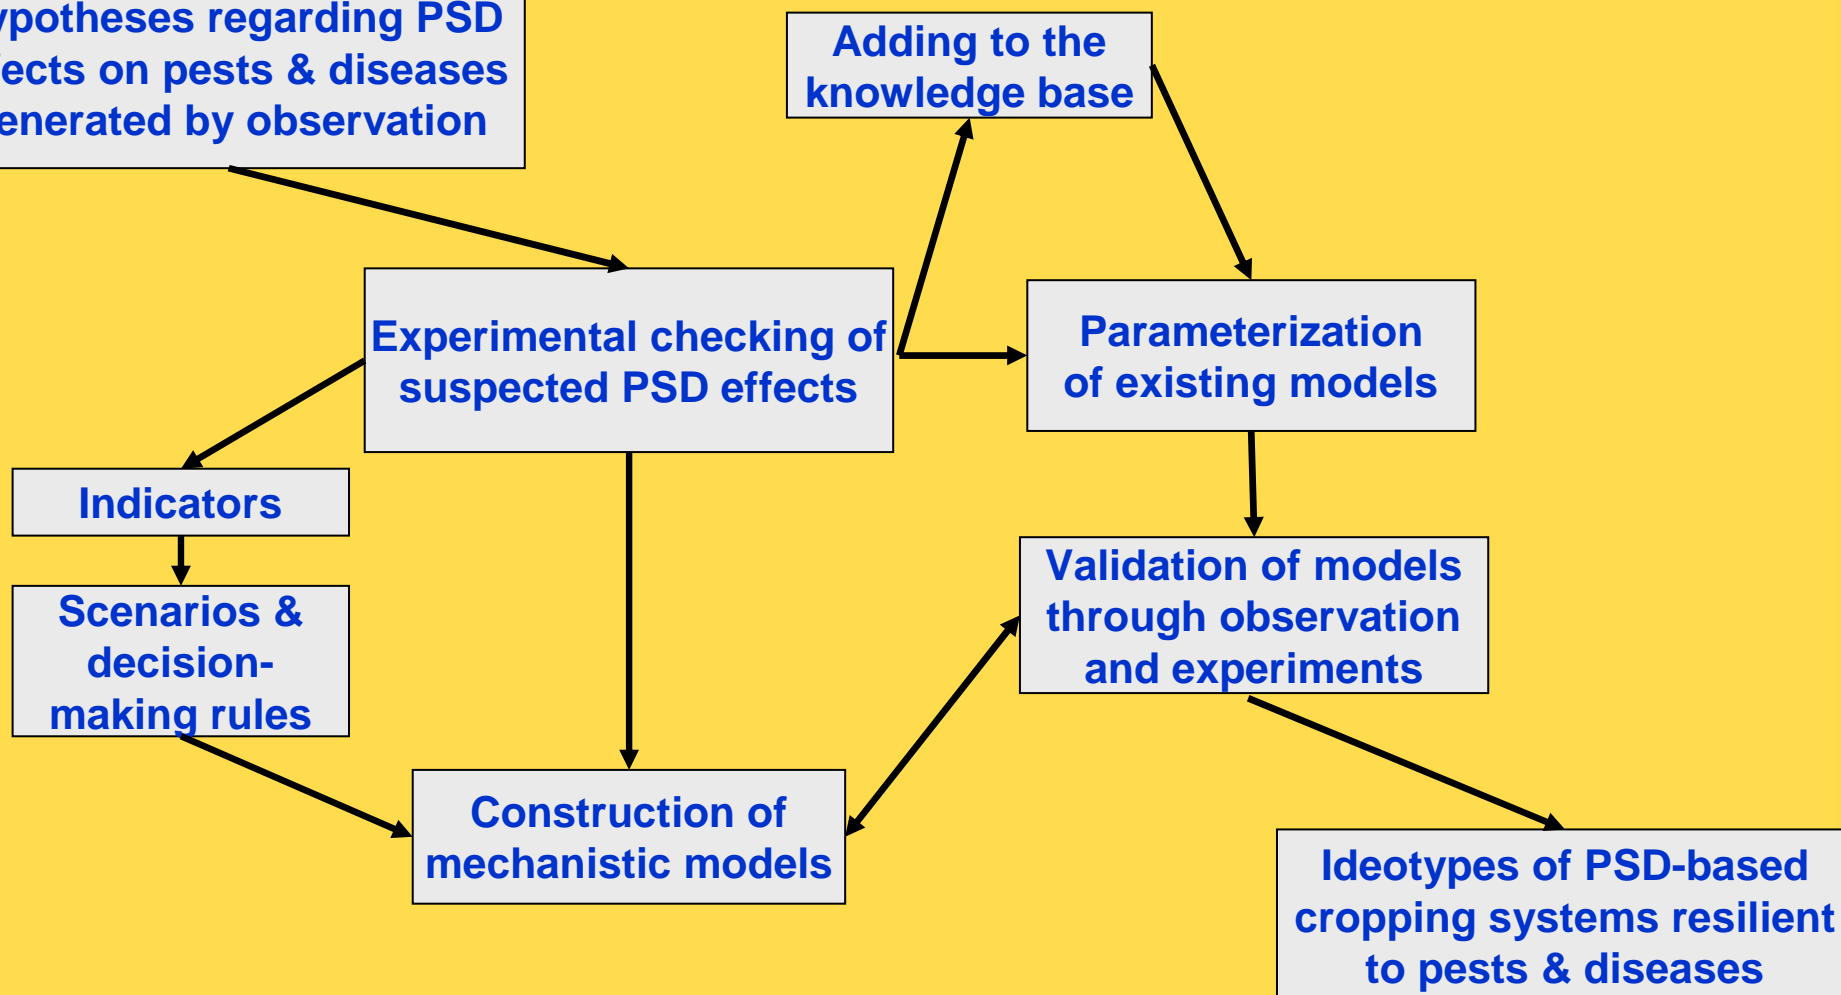 ypotheses regarding PSD
ects on pests & diseases
enerated by observation
Adding to the
knowledge base
Experimental checking of
suspected PSD effects
Parameterization
of existing models
Indicators
Scenarios &
decision-
making rules
Validation of models
through observation
and experiments
Construction of
mechanistic models
Ideotypes of PSD-based
cropping systems resilient
to pests & diseases